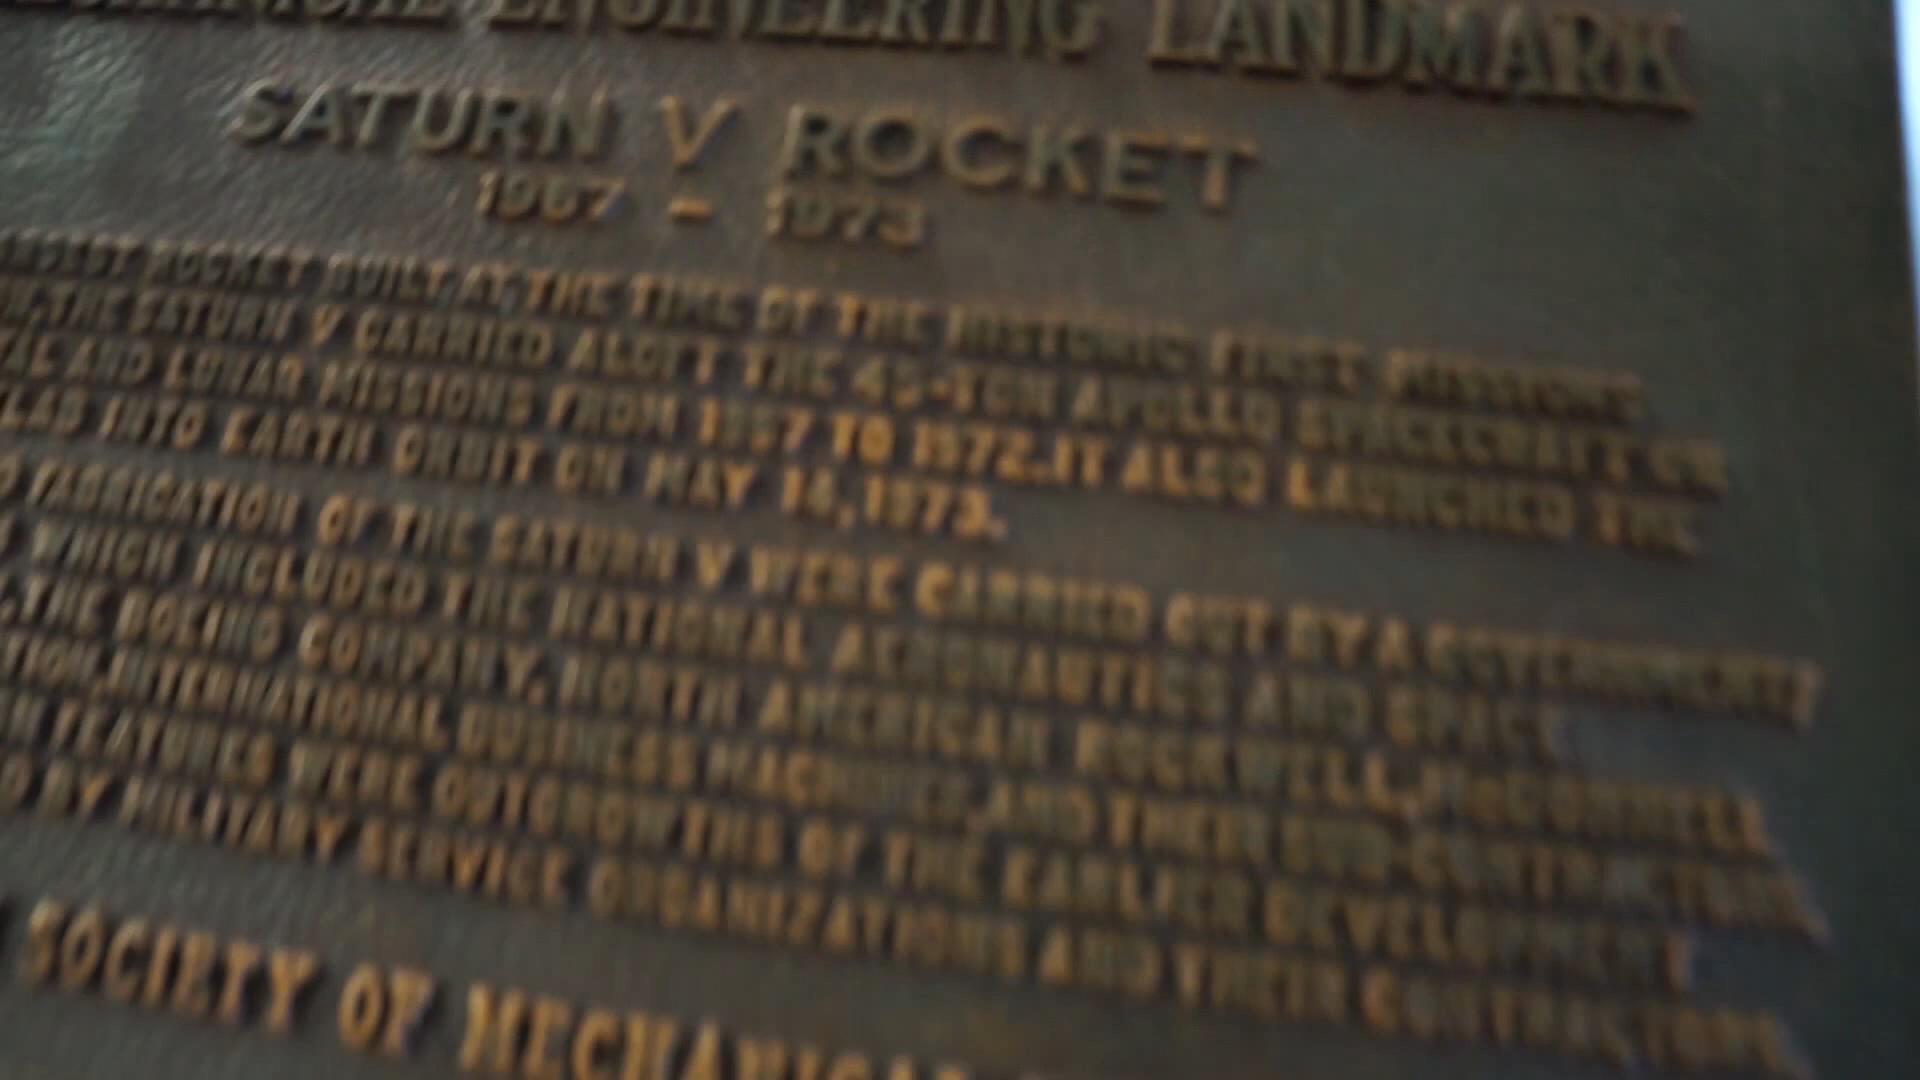 ENGINEERING LANDMARK
SATURN V ROCKET
1967 - 1973
ROCKET BUILT AT THE TIME OF THE HISTORIC FIRST MISSIONS
THE SATURN V CARRIED ALOFT THE 45-TON APOLLO SPACECRAFT ON
AND LUNAR MISSIONS FROM 1967 TO 1972. IT ALSO LAUNCHED THE
LAB INTO EARTH ORBIT ON MAY 14, 1973.
FABRICATION OF THE SATURN V WERE CARRIED OUT BY A GOVERNMENT/
WHICH INCLUDED THE NATIONAL AERONAUTICS AND SPACE
, THE BOEING COMPANY, NORTH AMERICAN ROCKWELL, McDONNELL
TION, INTERNATIONAL BUSINESS MACHINES, AND THEIR SUB-CONTRACTORS.
FEATURES WERE OUTGROWTHS OF THE EARLIER DEVELOPMENT
BY MILITARY SERVICE ORGANIZATIONS AND THEIR CONTRACTORS.
SOCIETY OF MECHANICAL